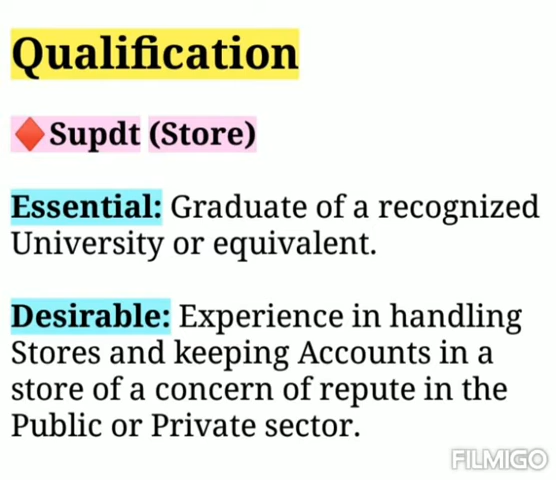 Qualification
♦Supdt (Store)
Essential: Graduate of a recognized
University or equivalent.
Desirable: Experience in handling
Stores and keeping Accounts in a
store of a concern of repute in the
Public or Private sector.
FILMIGO